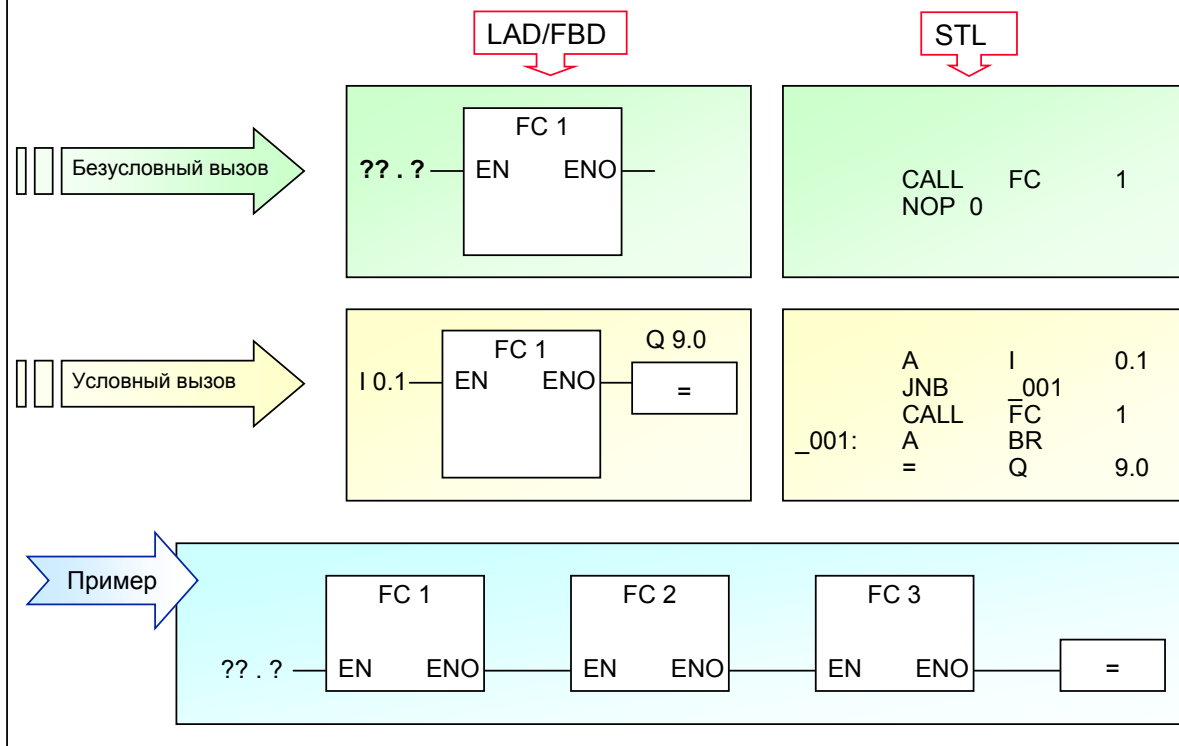 LAD/FBD STL
Безусловный вызов
FC 1
?? . ? EN ENO
CALL FC 1
NOP 0
Условный вызов
FC 1 Q 9.0
I 0.1 EN ENO =
A I 0.1
JNB _001
CALL FC 1
_001: A BR
= Q 9.0
Пример
FC 1 FC 2 FC 3
?? . ? EN ENO EN ENO EN ENO =